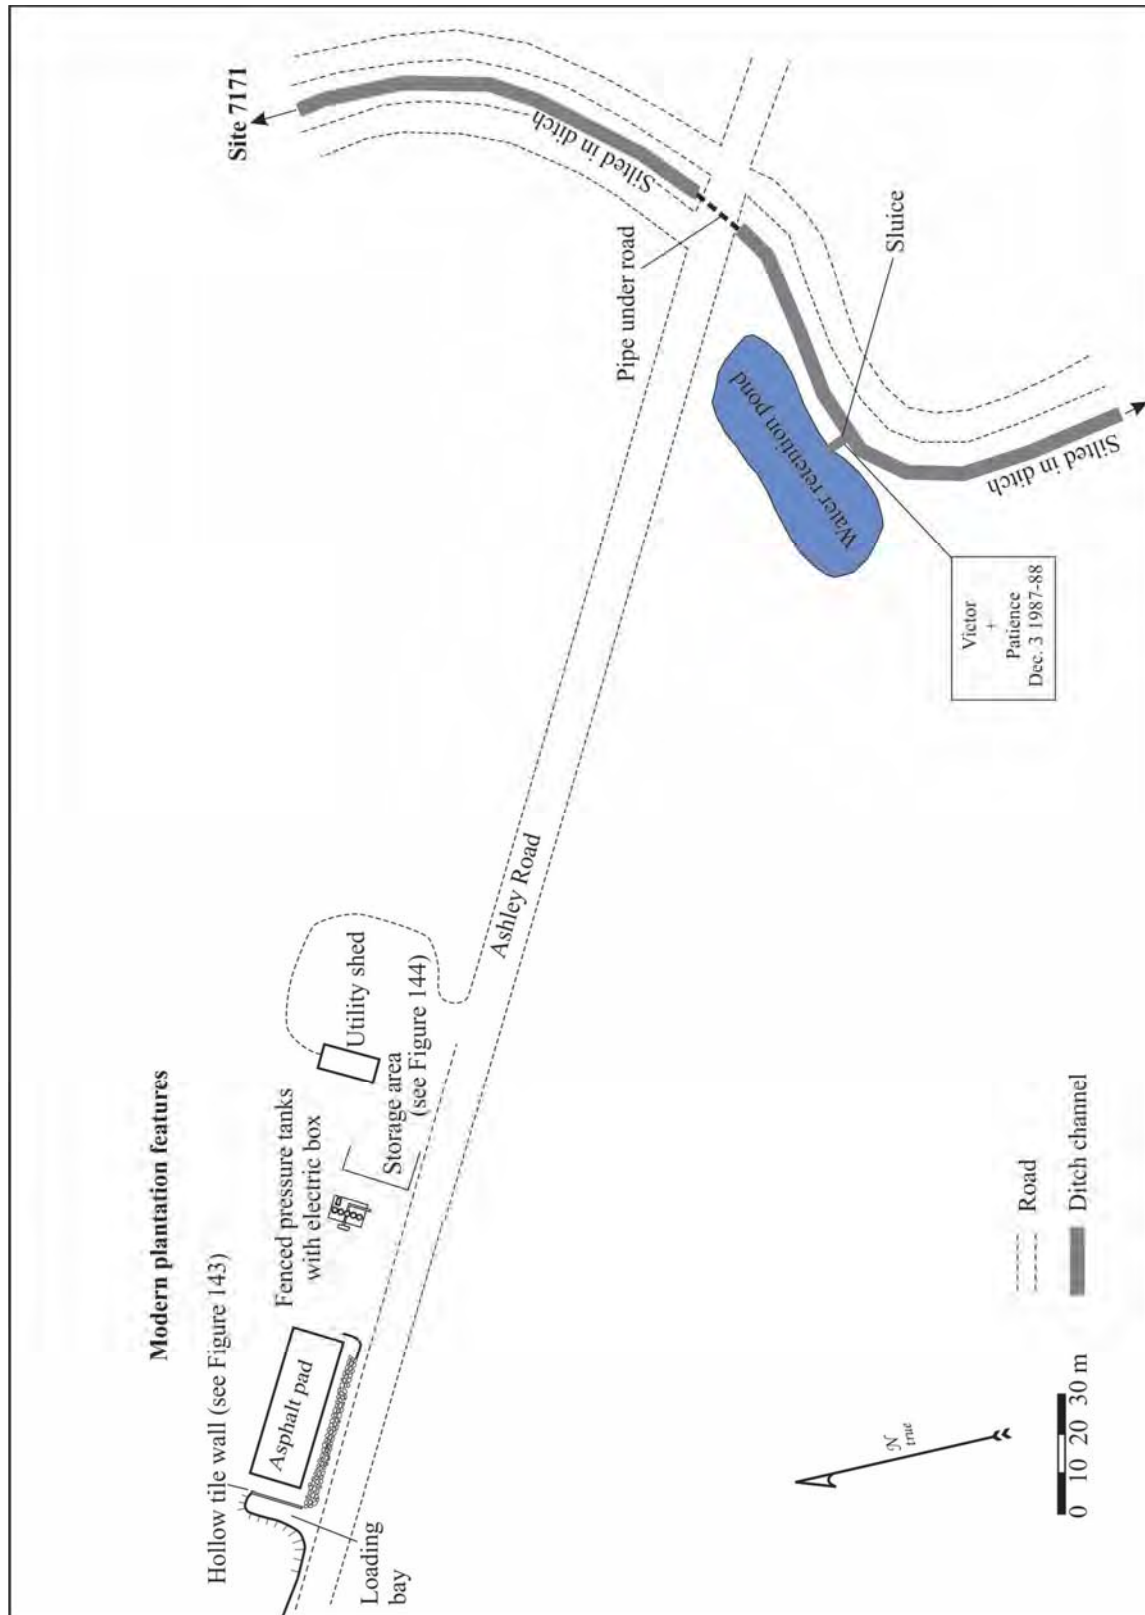 Modern plantation features
Hollow tile wall (see Figure 143)
Asphalt pad
Loading
bay
Fenced pressure tanks
with electric box
Utility shed
Storage area
(see Figure 144)
Ashley Road
Site 7171
Silted in ditch
Pipe under road
Water retention pond
Sluice
Silted in ditch
Victor
+
Patience
Dec. 3 1987-88
N
true
0 10 20 30 m
Road
Ditch channel